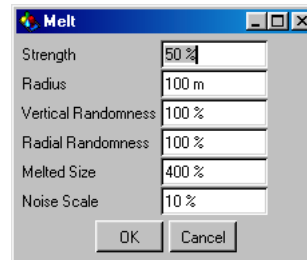 Melt
Strength 50 %
Radius 100 m
Vertical Randomness 100 %
Radial Randomness 100 %
Melted Size 400 %
Noise Scale 10 %
OK Cancel